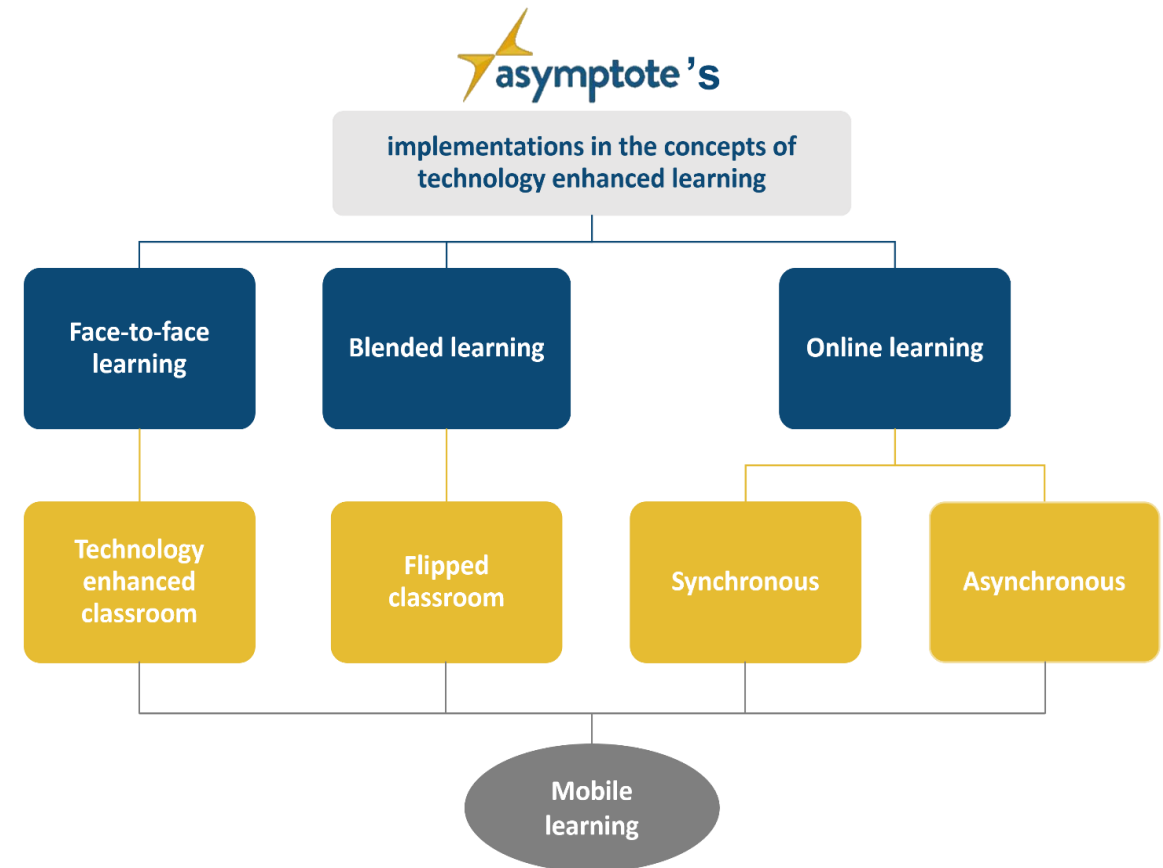 asymptote's
implementations in the concepts of
technology enhanced learning
Face-to-face
learning
Blended learning
Online learning
Technology
enhanced
classroom
Flipped
classroom
Synchronous
Asynchronous
Mobile
learning